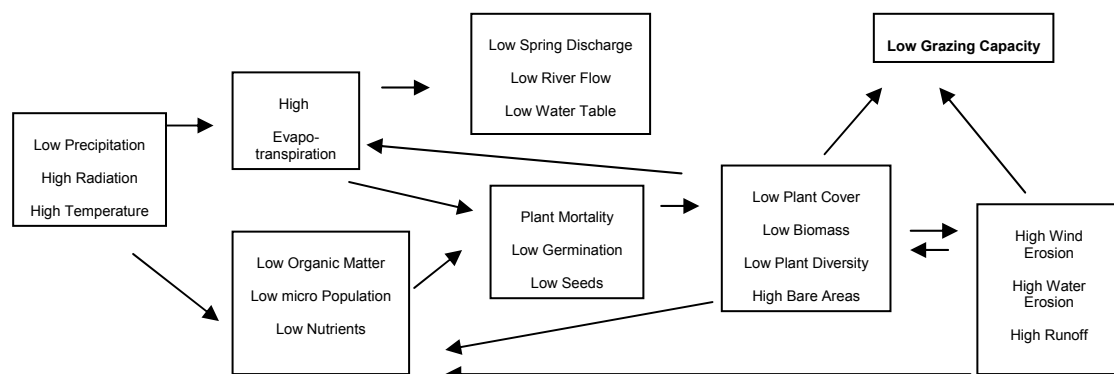 Low Precipitation
High Radiation
High Temperature
High
Evapo-
transpiration
Low Organic Matter
Low micro Population
Low Nutrients
Low Spring Discharge
Low River Flow
Low Water Table
Plant Mortality
Low Germination
Low Seeds
Low Plant Cover
Low Biomass
Low Plant Diversity
High Bare Areas
Low Grazing Capacity
High Wind
Erosion
High Water
Erosion
High Runoff